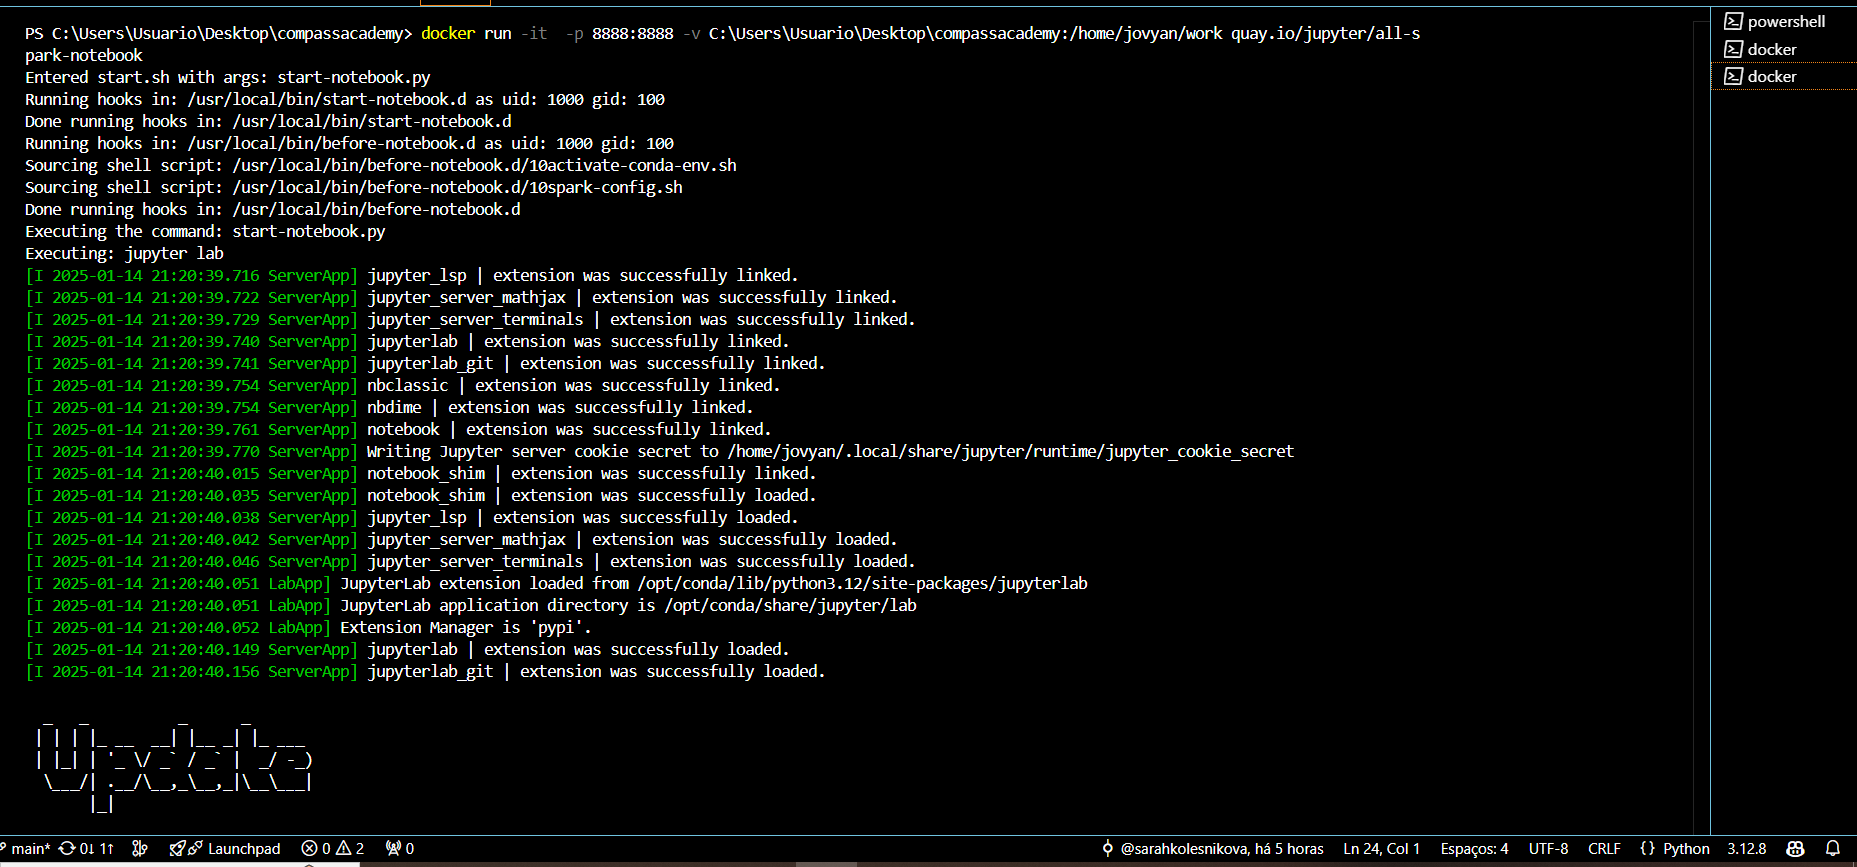 PS C:\Users\Usuario\Desktop\compassacademy> docker run -it  -p 8888:8888 -v C:\Users\Usuario\Desktop\compassacademy:/home/jovyan/work quay.io/jupyter/all-s
park-notebook
Entered start.sh with args: start-notebook.py
Running hooks in: /usr/local/bin/start-notebook.d as uid: 1000 gid: 100
Done running hooks in: /usr/local/bin/start-notebook.d
Running hooks in: /usr/local/bin/before-notebook.d as uid: 1000 gid: 100
Sourcing shell script: /usr/local/bin/before-notebook.d/10activate-conda-env.sh
Sourcing shell script: /usr/local/bin/before-notebook.d/10spark-config.sh
Done running hooks in: /usr/local/bin/before-notebook.d
Executing the command: start-notebook.py
Executing: jupyter lab
[I 2025-01-14 21:20:39.716 ServerApp] jupyter_lsp | extension was successfully linked.
[I 2025-01-14 21:20:39.722 ServerApp] jupyter_server_mathjax | extension was successfully linked.
[I 2025-01-14 21:20:39.729 ServerApp] jupyter_server_terminals | extension was successfully linked.
[I 2025-01-14 21:20:39.740 ServerApp] jupyterlab | extension was successfully linked.
[I 2025-01-14 21:20:39.741 ServerApp] jupyterlab_git | extension was successfully linked.
[I 2025-01-14 21:20:39.754 ServerApp] nbclassic | extension was successfully linked.
[I 2025-01-14 21:20:39.754 ServerApp] nbdime | extension was successfully linked.
[I 2025-01-14 21:20:39.761 ServerApp] notebook | extension was successfully linked.
[I 2025-01-14 21:20:39.770 ServerApp] Writing Jupyter server cookie secret to /home/jovyan/.local/share/jupyter/runtime/jupyter_cookie_secret
[I 2025-01-14 21:20:40.015 ServerApp] notebook_shim | extension was successfully linked.
[I 2025-01-14 21:20:40.035 ServerApp] notebook_shim | extension was successfully loaded.
[I 2025-01-14 21:20:40.038 ServerApp] jupyter_lsp | extension was successfully loaded.
[I 2025-01-14 21:20:40.042 ServerApp] jupyter_server_mathjax | extension was successfully loaded.
[I 2025-01-14 21:20:40.046 ServerApp] jupyter_server_terminals | extension was successfully loaded.
[I 2025-01-14 21:20:40.051 LabApp] JupyterLab extension loaded from /opt/conda/lib/python3.12/site-packages/jupyterlab
[I 2025-01-14 21:20:40.051 LabApp] JupyterLab application directory is /opt/conda/share/jupyter/lab
[I 2025-01-14 21:20:40.052 LabApp] Extension Manager is 'pypi'.
[I 2025-01-14 21:20:40.149 ServerApp] jupyterlab | extension was successfully loaded.
[I 2025-01-14 21:20:40.156 ServerApp] jupyterlab_git | extension was successfully loaded.
Update
powershell
docker
docker
main* 0↓ 1↑ Launchpad 0 2 0 @sarahkolesnikova, há 5 horas Ln 24, Col 1 Espaços: 4 UTF-8 CRLF {} Python 3.12.8